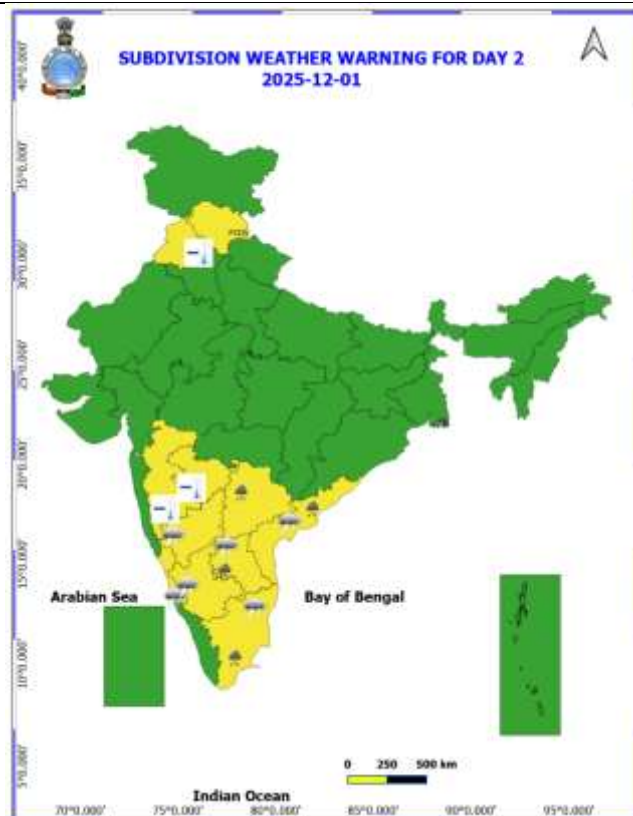 SUBDIVISION WEATHER WARNING FOR DAY 2
2025-12-01
40°0.000'
35°0.000'
30°0.000'
25°0.000'
20°0.000'
15°0.000'
10°0.000'
5°0.000'
Arabian Sea
Bay of Bengal
0 250 500 km
Indian Ocean
70°0.000' 75°0.000' 80°0.000' 85°0.000' 90°0.000' 95°0.000'